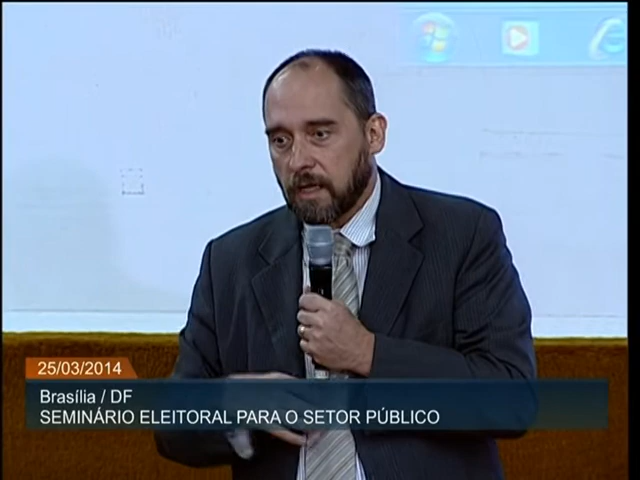 25/03/2014
Brasília / DF
SEMINÁRIO ELEITORAL PARA O SETOR PÚBLICO